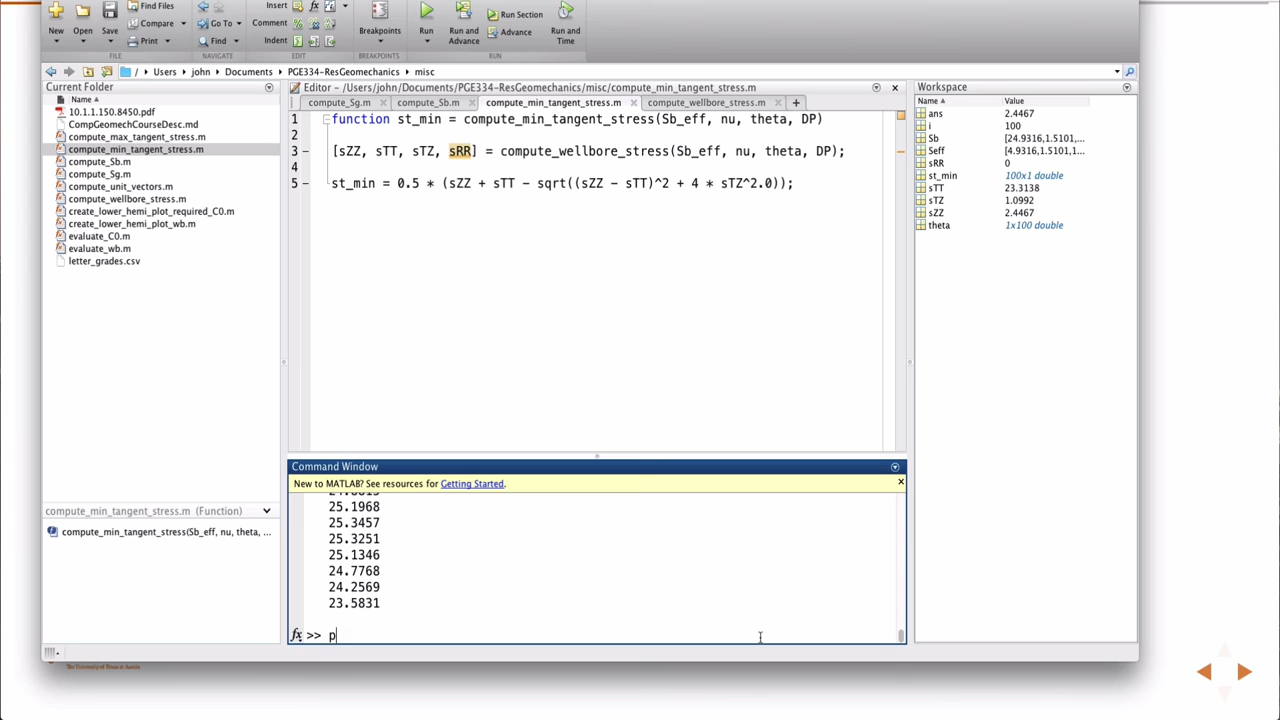 Find Files
Insert
fx
New
Open
Save
Compare
Print
Go To
Find
Comment
Indent
Breakpoints
Run
Run and
Advance
Run Section
Advance
Run and
Time
FILE
NAVIGATE
EDIT
BREAKPOINTS
RUN
/ Users john Documents PGE334-ResGeomechanics misc
Current Folder
Name
10.1.1.150.8450.pdf
CompGeomechCourseDesc.md
compute_max_tangent_stress.m
compute_min_tangent_stress.m
compute_Sb.m
compute_Sg.m
compute_unit_vectors.m
compute_wellbore_stress.m
create_lower_hemi_plot_required_C0.m
create_lower_hemi_plot_wb.m
evaluate_C0.m
evaluate_wb.m
letter_grades.csv
compute_min_tangent_stress.m (Function)
compute_min_tangent_stress(Sb_eff, nu, theta, ...
Editor - /Users/john/Documents/PGE334-ResGeomechanics/misc/compute_min_tangent_stress.m
compute_Sg.m
compute_Sb.m
compute_min_tangent_stress.m
compute_wellbore_stress.m
+
1 function st_min = compute_min_tangent_stress(Sb_eff, nu, theta, DP)
2
3 – [sZZ, sTT, sTZ, sRR] = compute_wellbore_stress(Sb_eff, nu, theta, DP);
4
5 – st_min = 0.5 * (sZZ + sTT - sqrt((sZZ - sTT)^2 + 4 * sTZ^2.0));
Command Window
New to MATLAB? See resources for Getting Started.
25.1968
25.3457
25.3251
25.1346
24.7768
24.2569
23.5831
fx >> p
Workspace
Name Value
ans 2.4467
i 100
Sb [24.9316,1.5101,...
Seff [4.9316,1.5101,1...
sRR 0
st_min 100x1 double
sTT 23.3138
sTZ 1.0992
sZZ 2.4467
theta 1x100 double
The University of Texas at Austin